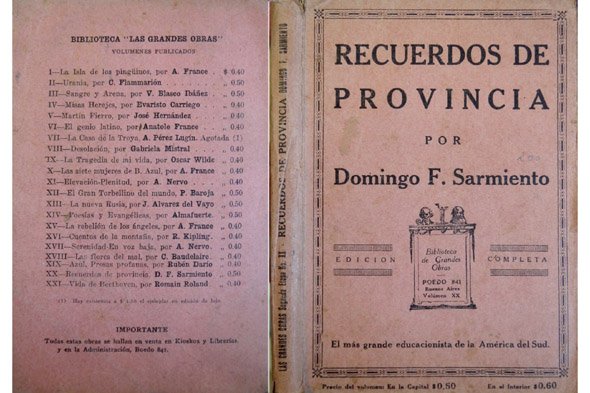 BIBLIOTECA "LAS GRANDES OBRAS"
VOLUMENES PUBLICADOS
I—La Isla de los pingüinos, por A. France . $ 0.40
II—Urania, por C. Flammarión . . . . . . „ 0.50
III—Sangre y Arena, por V. Blasco Ibáñez . „ 0.50
IV—Misas Herejes, por Evaristo Carriego . „ 0.40
V—Martín Fierro, por José Hernández . . „ 0.40
VI—El genio latino, por Anatole France . . „ 0.40
VII—La Casa de la Troya, A. Pérez Lugin. Agotada (1)
VIII—Desolación, por Gabriela Mistral . . . „ 0.40
IX—La Tragedia de mi vida, por Oscar Wilde „ 0.40
X—Las siete mujeres de B. Azul, por A. France „ 0.40
XI—Elevación-Plenitud, por A. Nervo . . . „ 0.40
XII—El Gran Torbellino del mundo, P. Baroja „ 0.50
XIII—La nueva Rusia, por J. Alvarez del Vayo „ 0.50
XIV—Poesías y Evangélicas, por Almafuerte. „ 0.50
XV—La rebelión de los ángeles, por A. France „ 0.40
XVI—Cuentos de la montaña, por R. Kipling. „ 0.40
XVII—Serenidad-En voz baja, por A. Nervo. „ 0.40
XVIII—Las flores del mal, por C. Baudelaire. „ 0.40
XIX—Azul, Prosas profanas, por Rubén Darío „ 0.40
XX—Recuerdos de provincia, D. F. Sarmiento „ 0.50
XXI—Vida de Beethoven, por Romain Roland „ 0.40
IMPORTANTE
Todas estas obras se hallan en venta en Kioskos y Librerías
y en la Administración, Boedo 841.
LAS GRANDES OBRAS RECUERDOS DE PROVINCIA DOMINGO F. SARMIENTO
RECUERDOS DE
PROVINCIA
POR
Domingo F. Sarmiento
EDICION COMPLETA
Biblioteca
de Grandes
Obras
BOEDO 841
Buenos Aires
Volúmen XX
El más grande educacionista de la América del Sud.
Precio del volumen: En la Capital $ 0,50 En el Interior $ 0.60